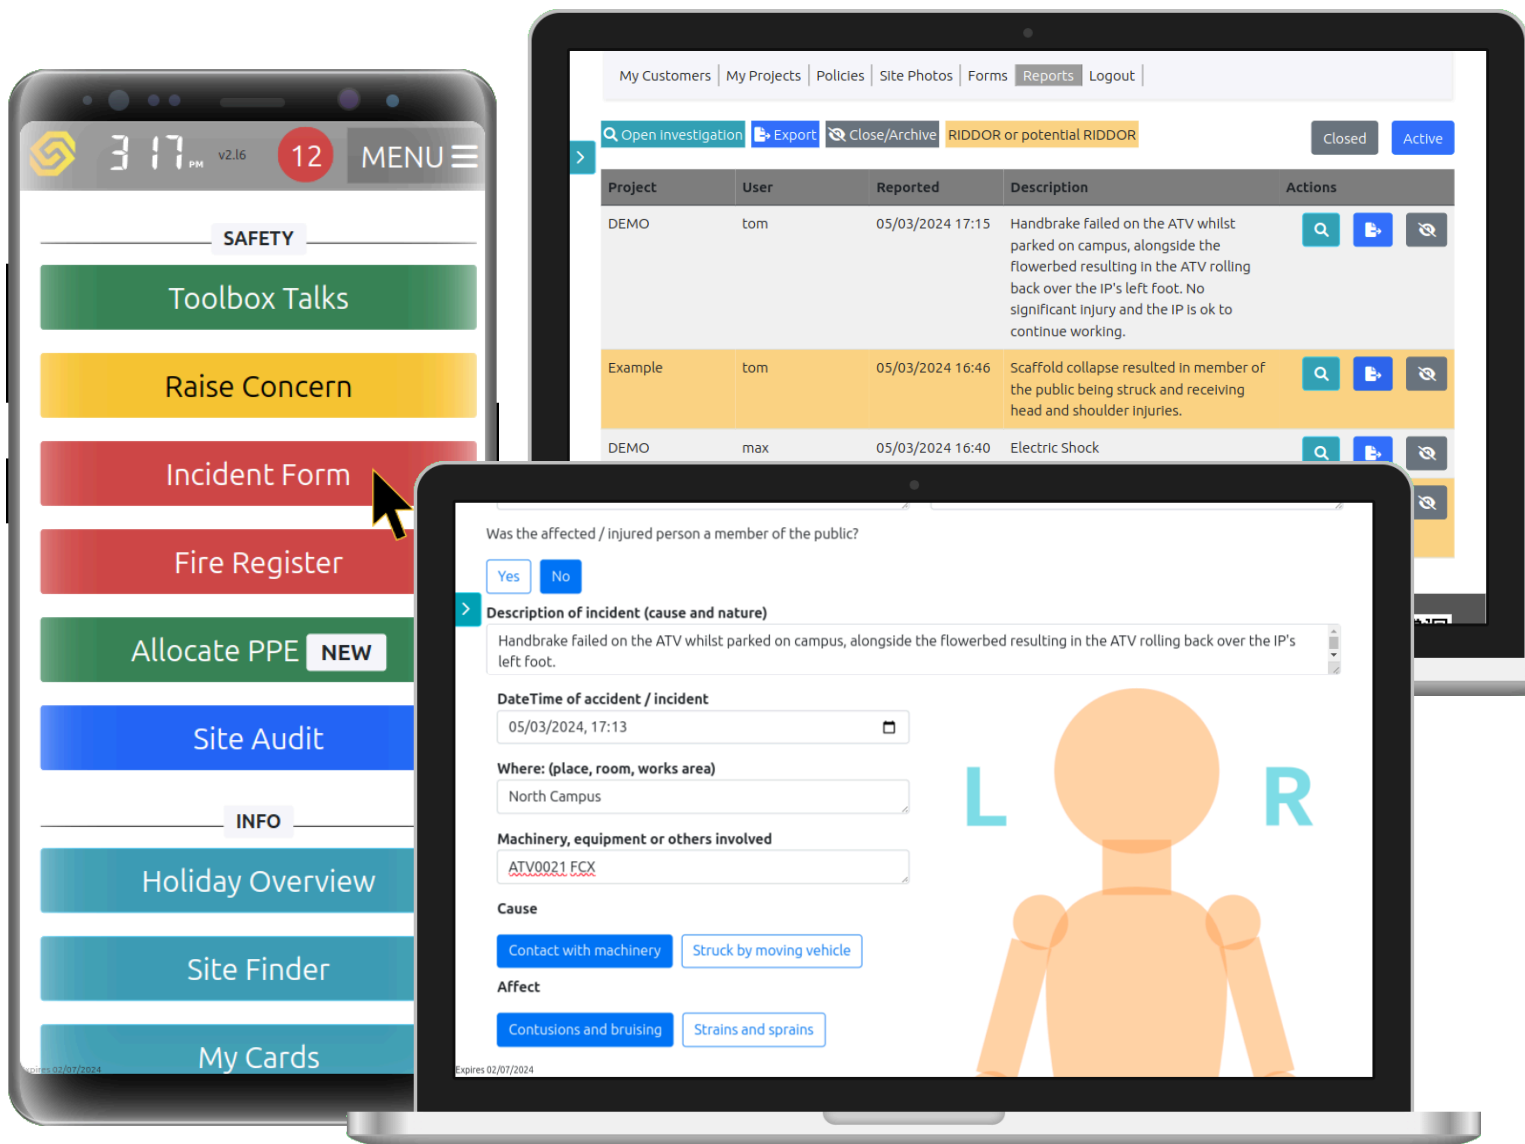 3 17 PM v2.16 12 MENU
SAFETY
Toolbox Talks
Raise Concern
Incident Form
Fire Register
Allocate PPE NEW
Site Audit
INFO
Holiday Overview
Site Finder
My Cards
xpires 02/07/2024
My Customers My Projects Policies Site Photos Forms Reports Logout
Open Investigation Export Close/Archive RIDDOR or potential RIDDOR Closed Active
Project User Reported Description Actions
DEMO tom 05/03/2024 17:15 Handbrake failed on the ATV whilst
parked on campus, alongside the
flowerbed resulting in the ATV rolling
back over the IP's left foot. No
significant injury and the IP is ok to
continue working.
Example tom 05/03/2024 16:46 Scaffold collapse resulted in member of
the public being struck and receiving
head and shoulder injuries.
DEMO max 05/03/2024 16:40 Electric Shock
Was the affected / injured person a member of the public?
Yes No
Description of incident (cause and nature)
Handbrake failed on the ATV whilst parked on campus, alongside the flowerbed resulting in the ATV rolling back over the IP's
left foot.
DateTime of accident / incident
05/03/2024, 17:13
Where: (place, room, works area)
North Campus
Machinery, equipment or others involved
ATV0021 FCX
L R
Cause
Contact with machinery Struck by moving vehicle
Affect
Contusions and bruising Strains and sprains
Expires 02/07/2024